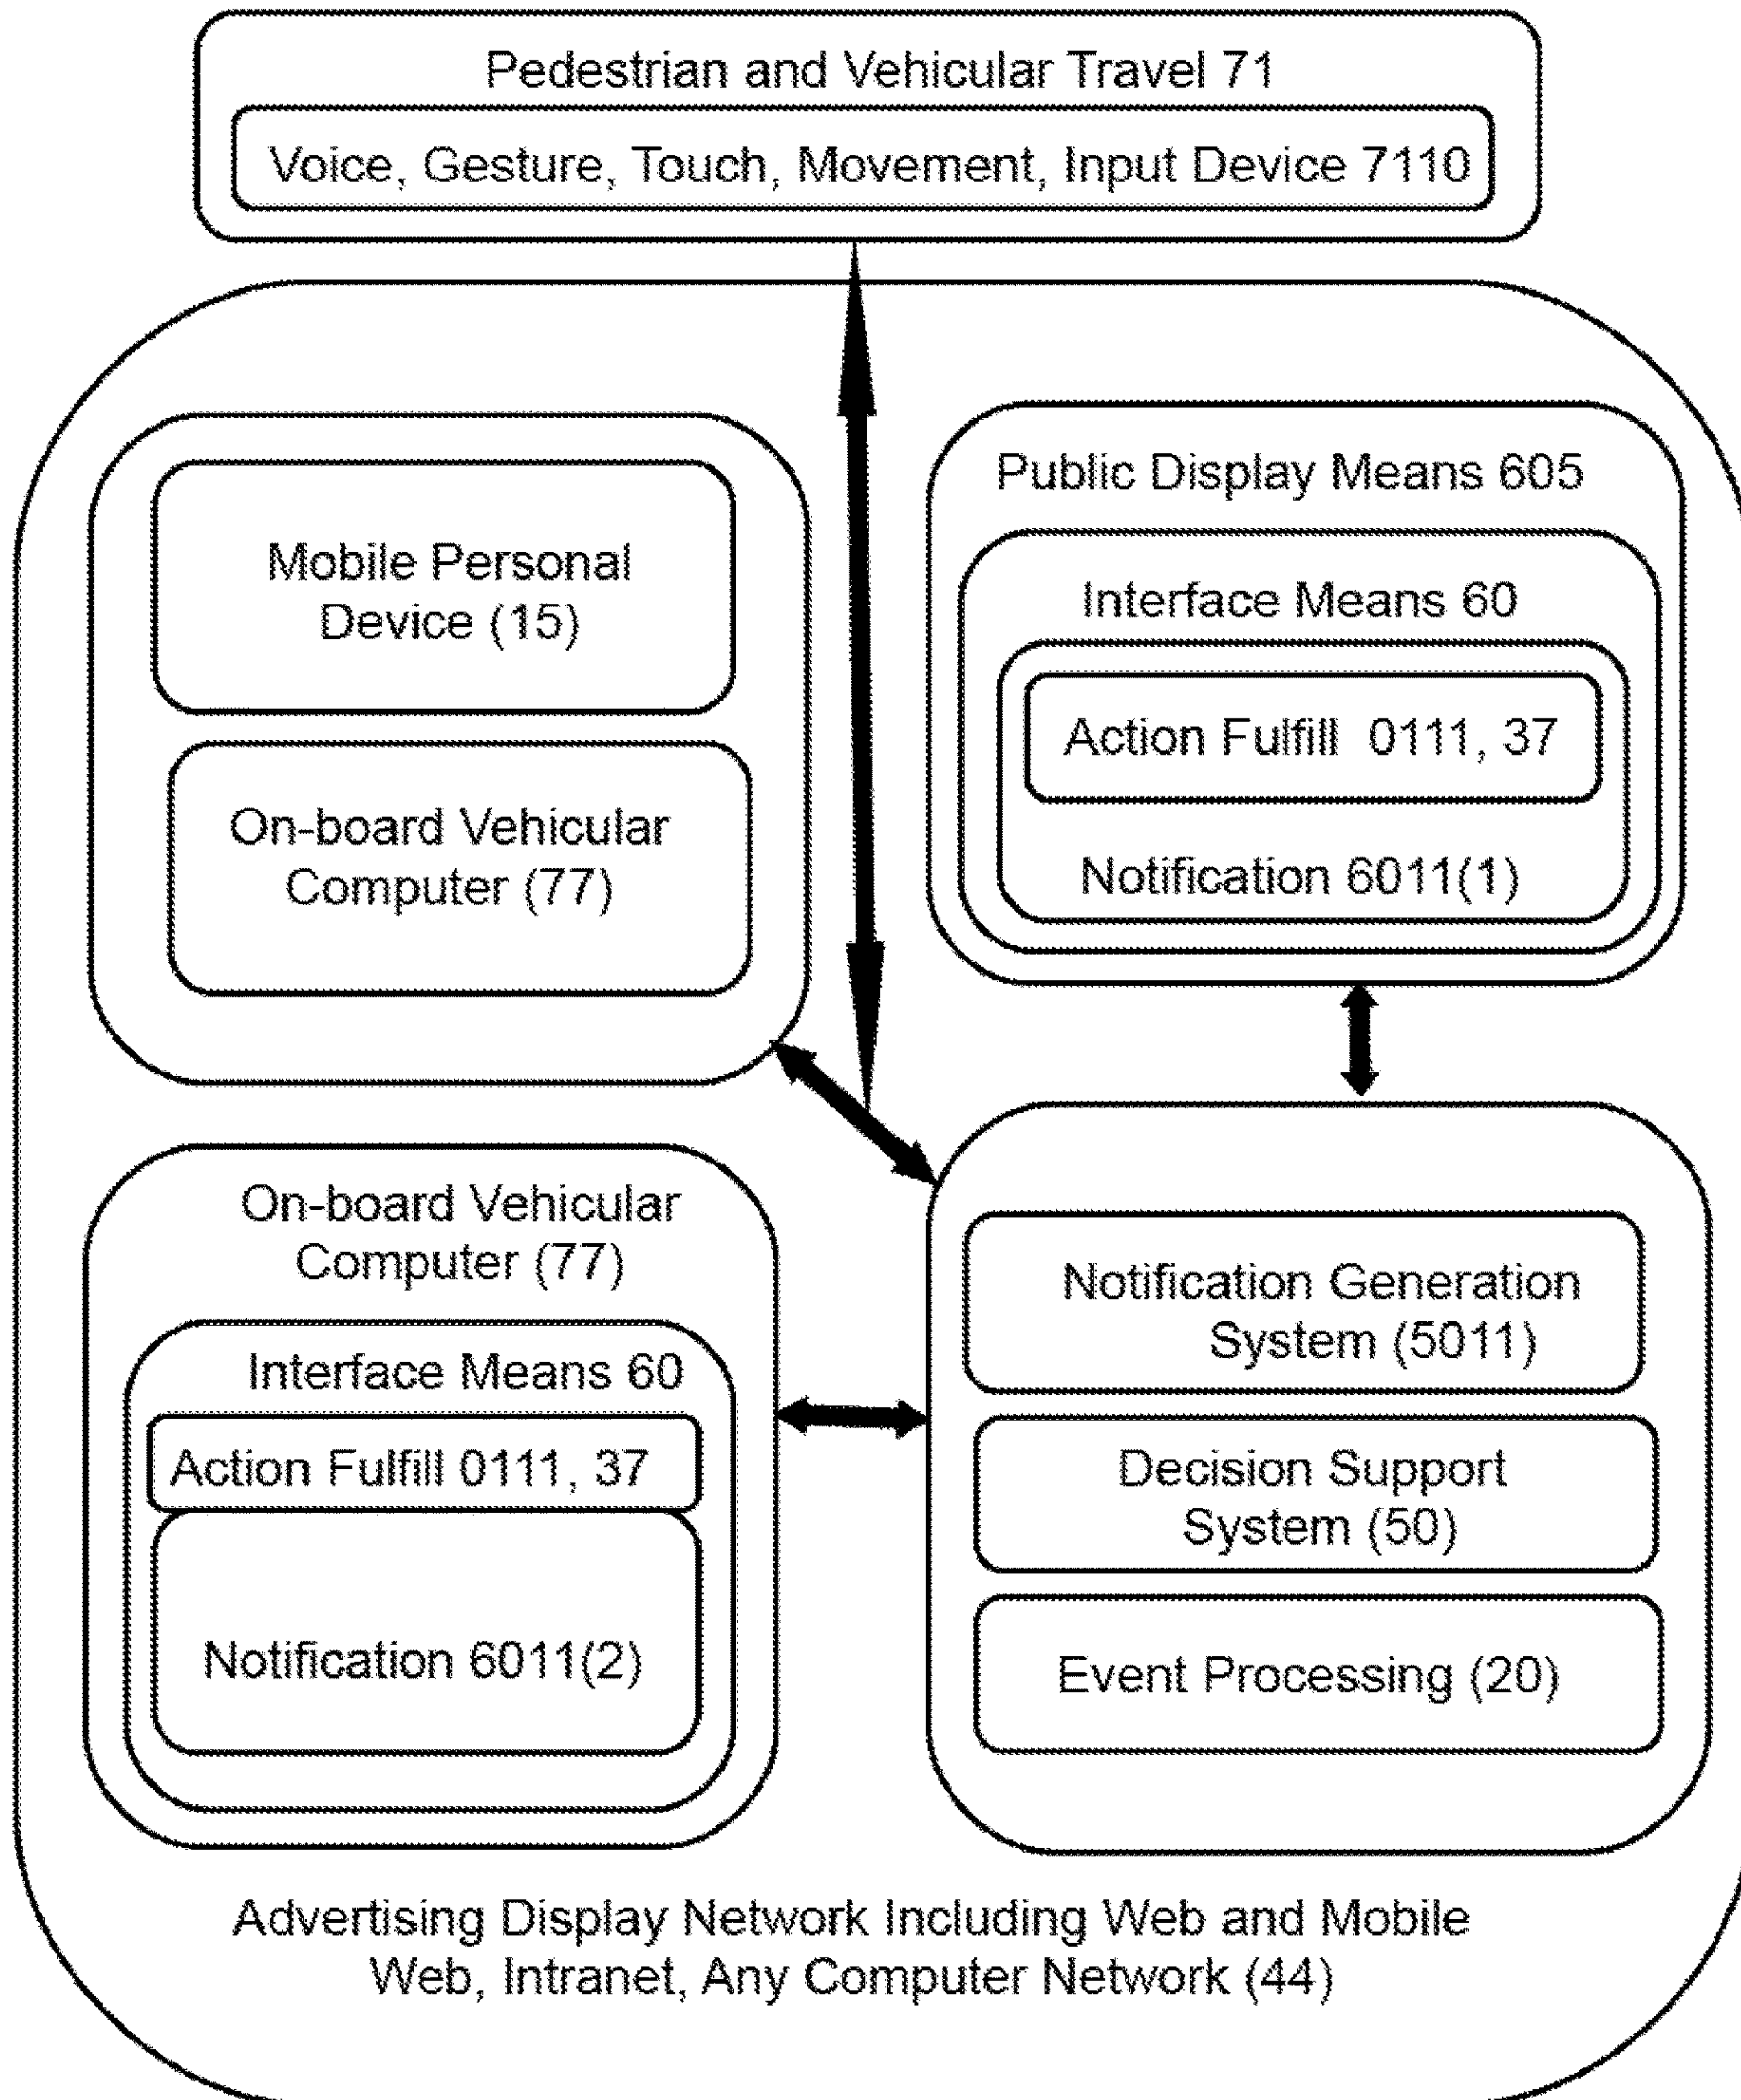 Pedestrian and Vehicular Travel 71
Voice, Gesture, Touch, Movement, Input Device 7110
Mobile Personal
Device (15)
On-board Vehicular
Computer (77)
Public Display Means 605
Interface Means 60
Action Fulfill 0111, 37
Notification 6011(1)
On-board Vehicular
Computer (77)
Interface Means 60
Action Fulfill 0111, 37
Notification 6011(2)
Notification Generation
System (5011)
Decision Support
System (50)
Event Processing (20)
Advertising Display Network Including Web and Mobile
Web, Intranet, Any Computer Network (44)